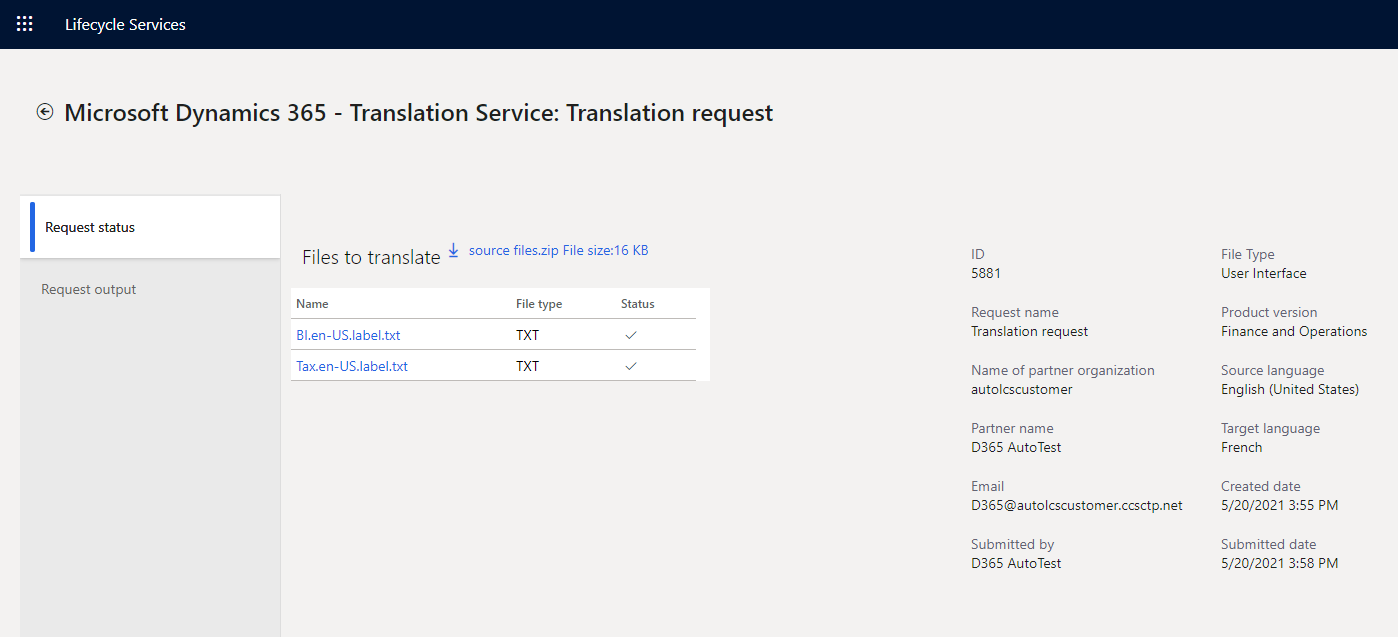 Lifecycle Services
Microsoft Dynamics 365 - Translation Service: Translation request
Request status
Request output
Files to translate source files.zip File size:16 KB
Name File type Status
BI.en-US.label.txt TXT
Tax.en-US.label.txt TXT
ID
5881
Request name
Translation request
Name of partner organization
autolcscustomer
Partner name
D365 AutoTest
Email
D365@autolcscustomer.ccsctp.net
Submitted by
D365 AutoTest
File Type
User Interface
Product version
Finance and Operations
Source language
English (United States)
Target language
French
Created date
5/20/2021 3:55 PM
Submitted date
5/20/2021 3:58 PM